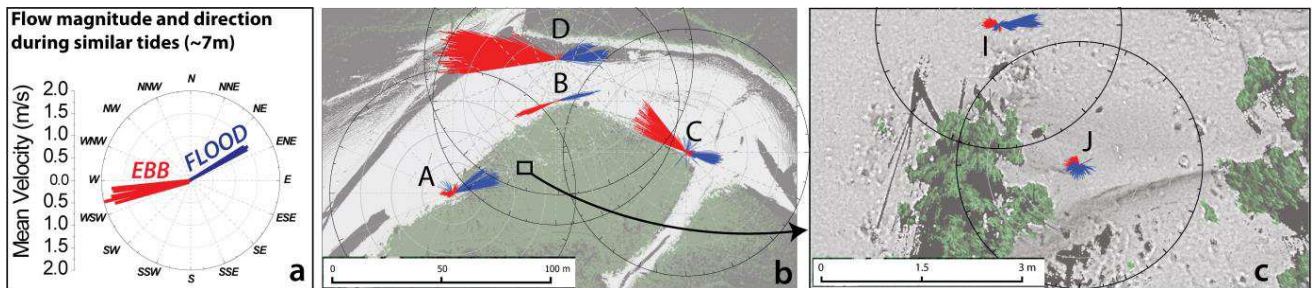 Flow magnitude and direction
during similar tides (~7m)
Mean Velocity (m/s)
2.0
1.5
1.0
0.5
0.0
0.5
1.0
1.5
2.0
N
NNE
NE
ENE
E
ESE
SE
SSE
S
SSW
SW
WSW
W
WNW
NW
NNW
EBB
FLOOD
a
D
B
C
A
0 50 100 m
b
I
J
0 1.5 3 m
c